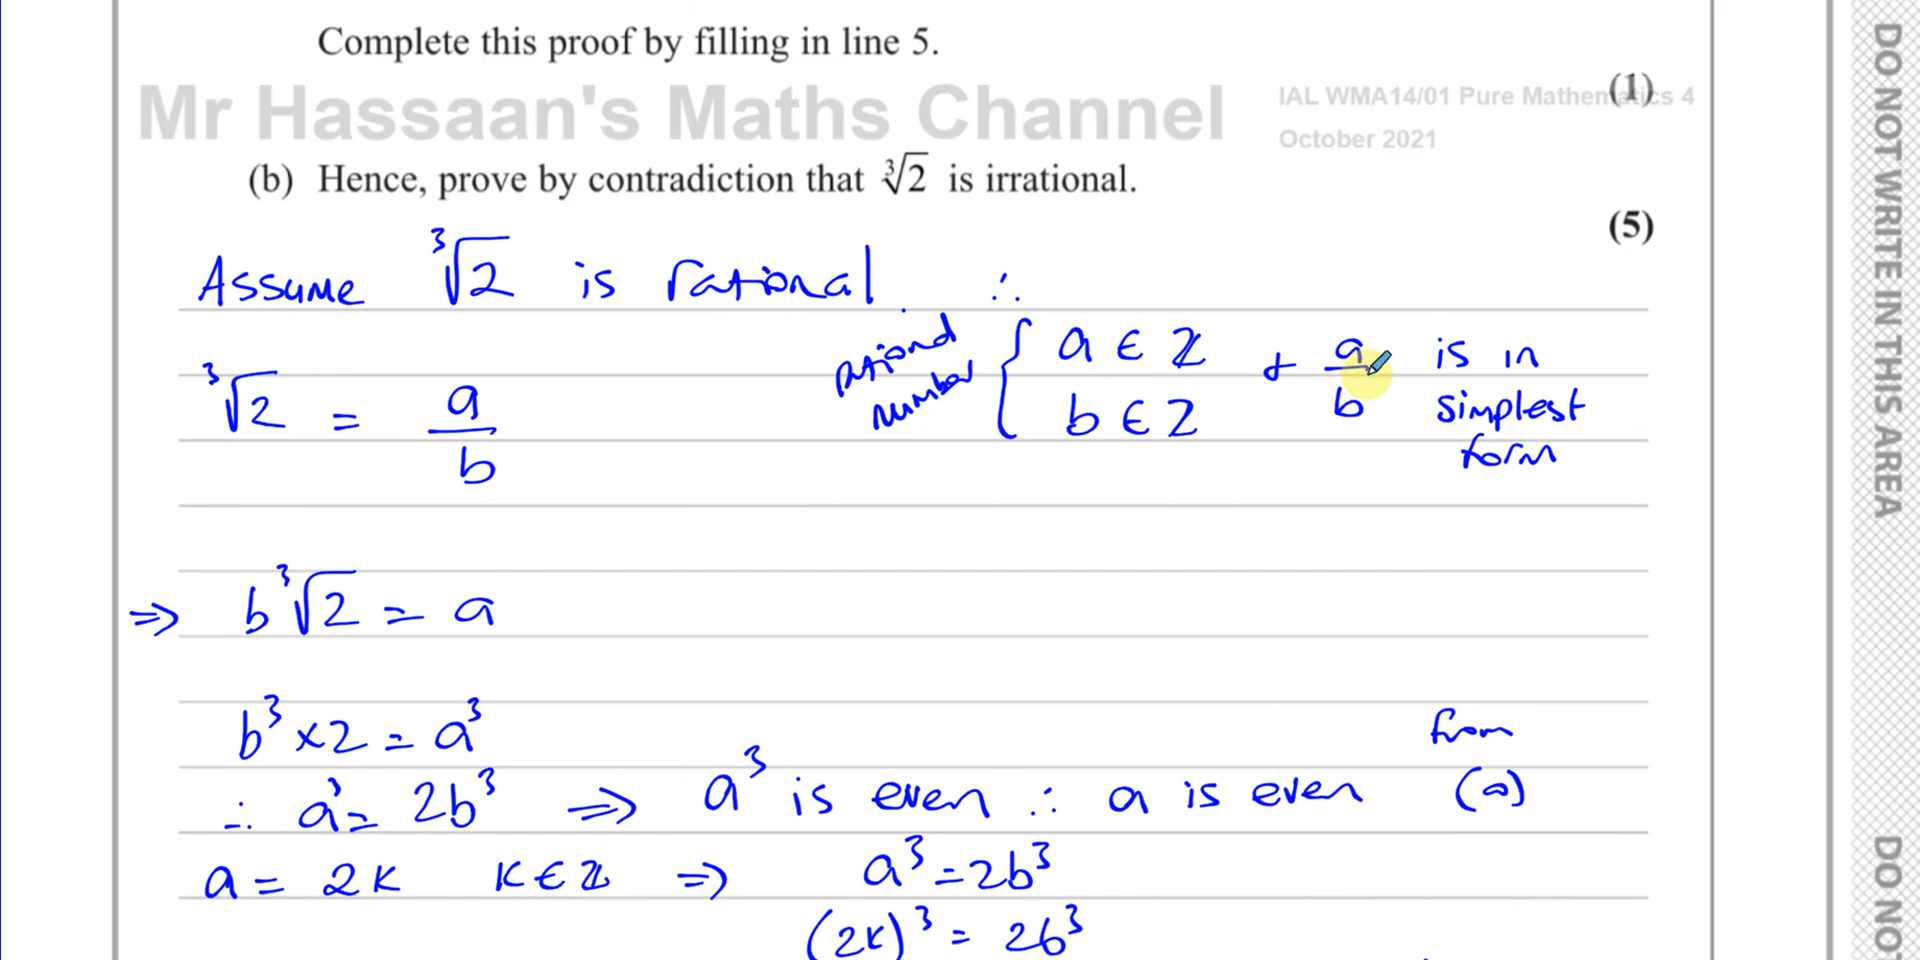 Complete this proof by filling in line 5.
(1)
Mr Hassaan's Maths Channel
IAL WMA14/01 Pure Mathematics 4
October 2021
(b) Hence, prove by contradiction that ∛2 is irrational.
(5)
Assume ∛2 is rational ∴
∛2 = a/b
rational number { a ∈ ℤ b ∈ ℤ + a/b is in simplest form
⇒ b∛2 = a
b³ × 2 = a³
∴ a³ = 2b³ ⇒ a³ is even ∴ a is even from (a)
a = 2k k ∈ ℤ ⇒ a³ = 2b³
(2k)³ = 2b³
DO NOT WRITE IN THIS AREA
DO NOT